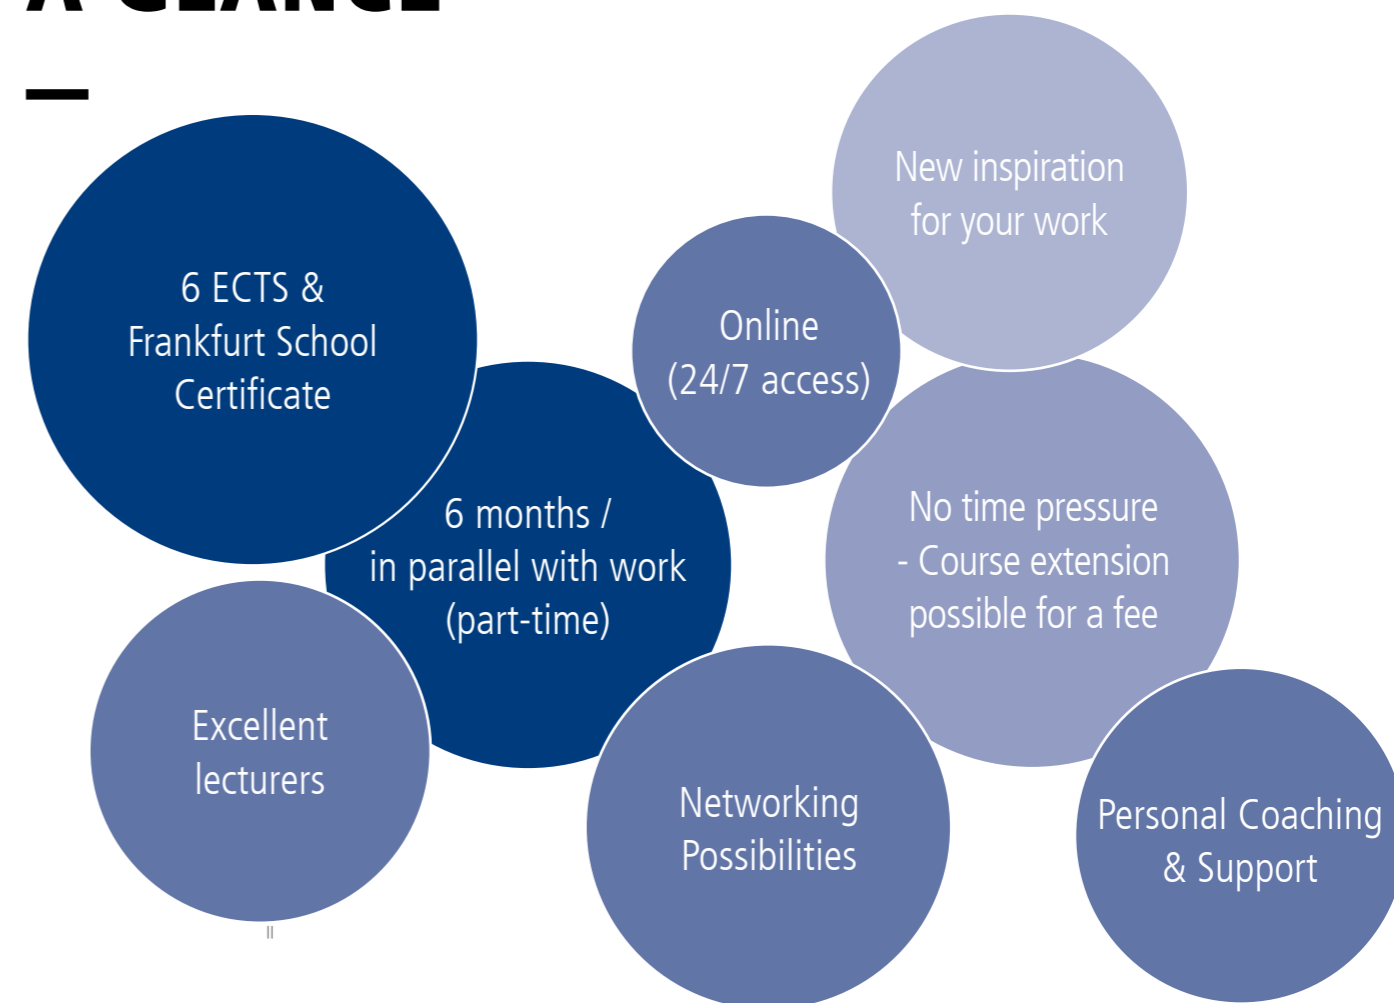 A GLANCE
6 ECTS &
Frankfurt School
Certificate
New inspiration
for your work
Online
(24/7 access)
6 months /
in parallel with work
(part-time)
No time pressure
- Course extension
possible for a fee
Excellent
lecturers
Networking
Possibilities
Personal Coaching
& Support